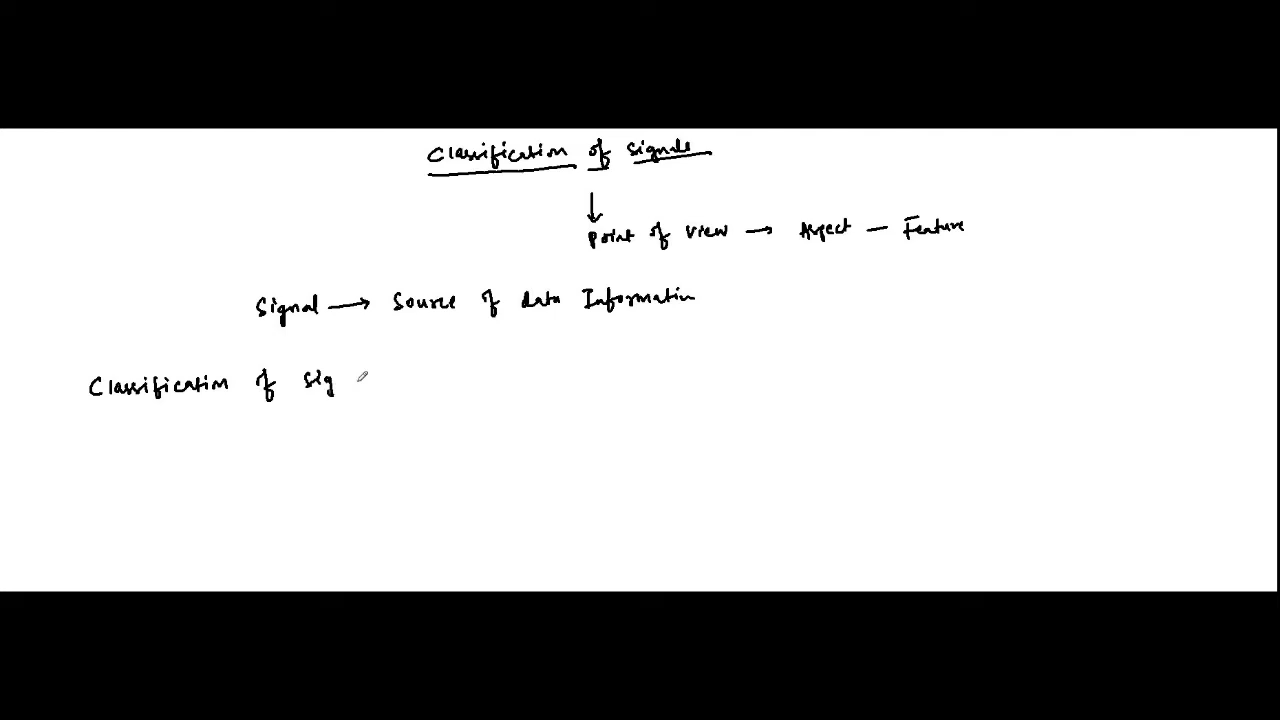 Classification of Signals
↓
Point of view → Aspect — Feature
Signal → Source of data Information
Classification of Sig